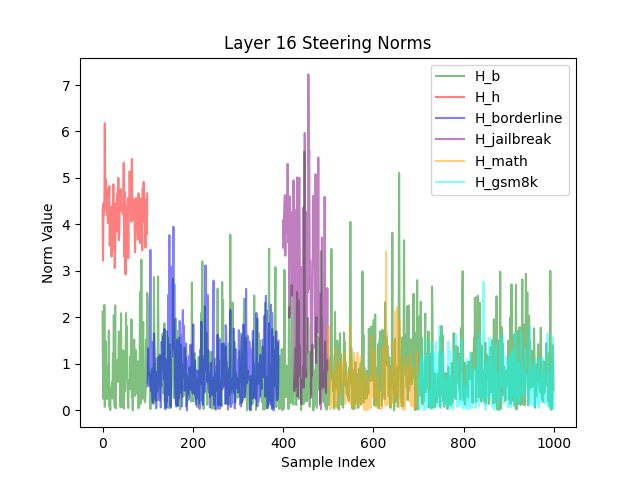 Layer 16 Steering Norms
Norm Value
7
6
5
4
3
2
1
0
H_b
H_h
H_borderline
H_jailbreak
H_math
H_gsm8k
0
200
400
600
800
1000
Sample Index